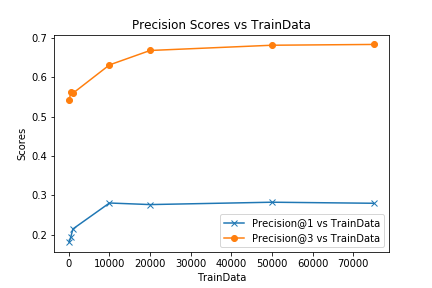 Precision Scores vs TrainData
Scores
0.7
0.6
0.5
0.4
0.3
0.2
Precision@1 vs TrainData
Precision@3 vs TrainData
0 10000 20000 30000 40000 50000 60000 70000
TrainData